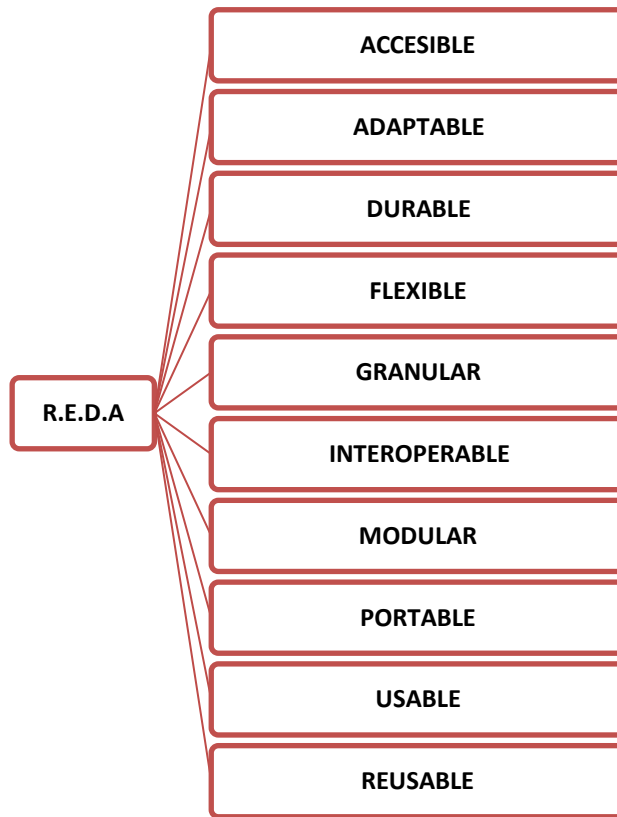 R.E.D.A
ACCESIBLE
ADAPTABLE
DURABLE
FLEXIBLE
GRANULAR
INTEROPERABLE
MODULAR
PORTABLE
USABLE
REUSABLE